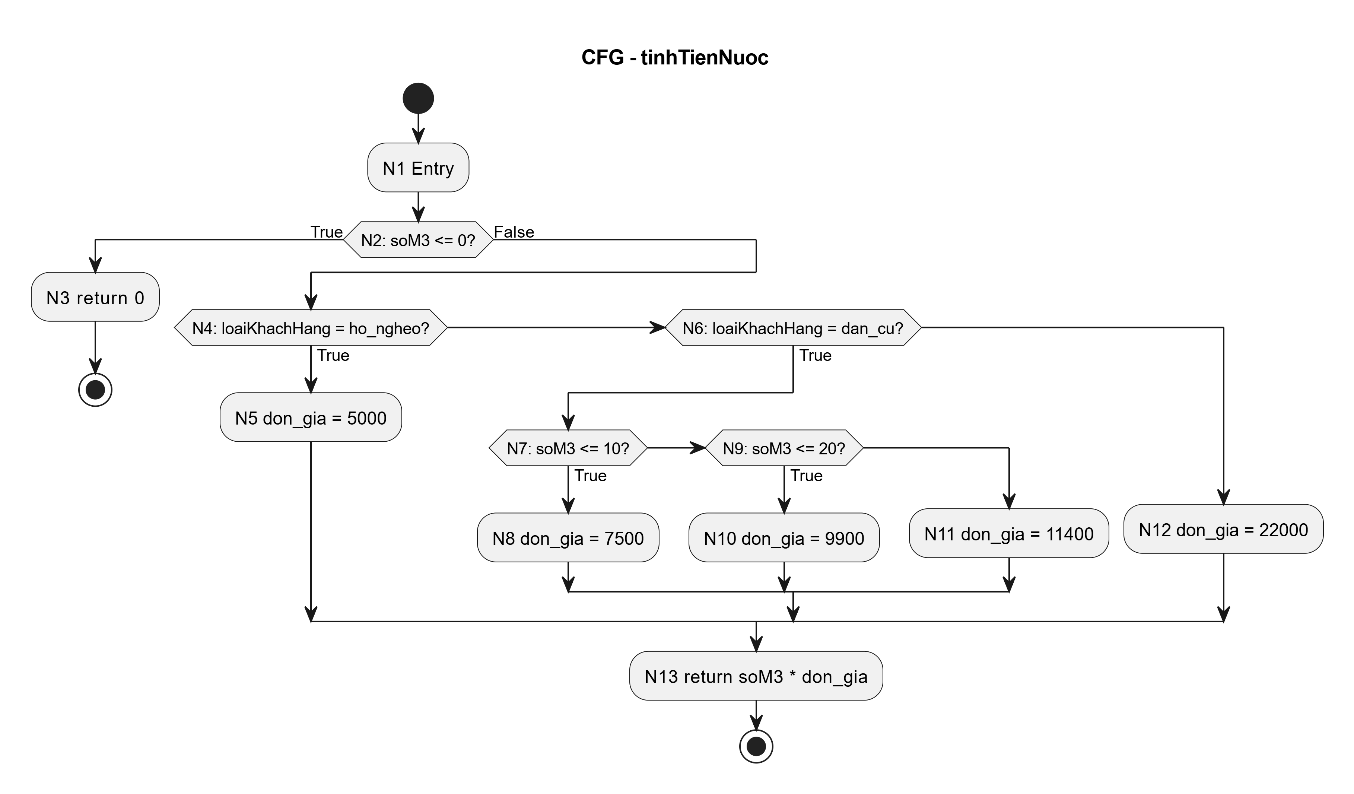 CFG - tinhTienNuoc
N1 Entry
True
N2: soM3 <= 0?
False
N3 return 0
N4: loaiKhachHang = ho_ngheo?
N6: loaiKhachHang = dan_cu?
True
True
N5 don_gia = 5000
N7: soM3 <= 10?
N9: soM3 <= 20?
True
True
N8 don_gia = 7500
N10 don_gia = 9900
N11 don_gia = 11400
N12 don_gia = 22000
N13 return soM3 * don_gia